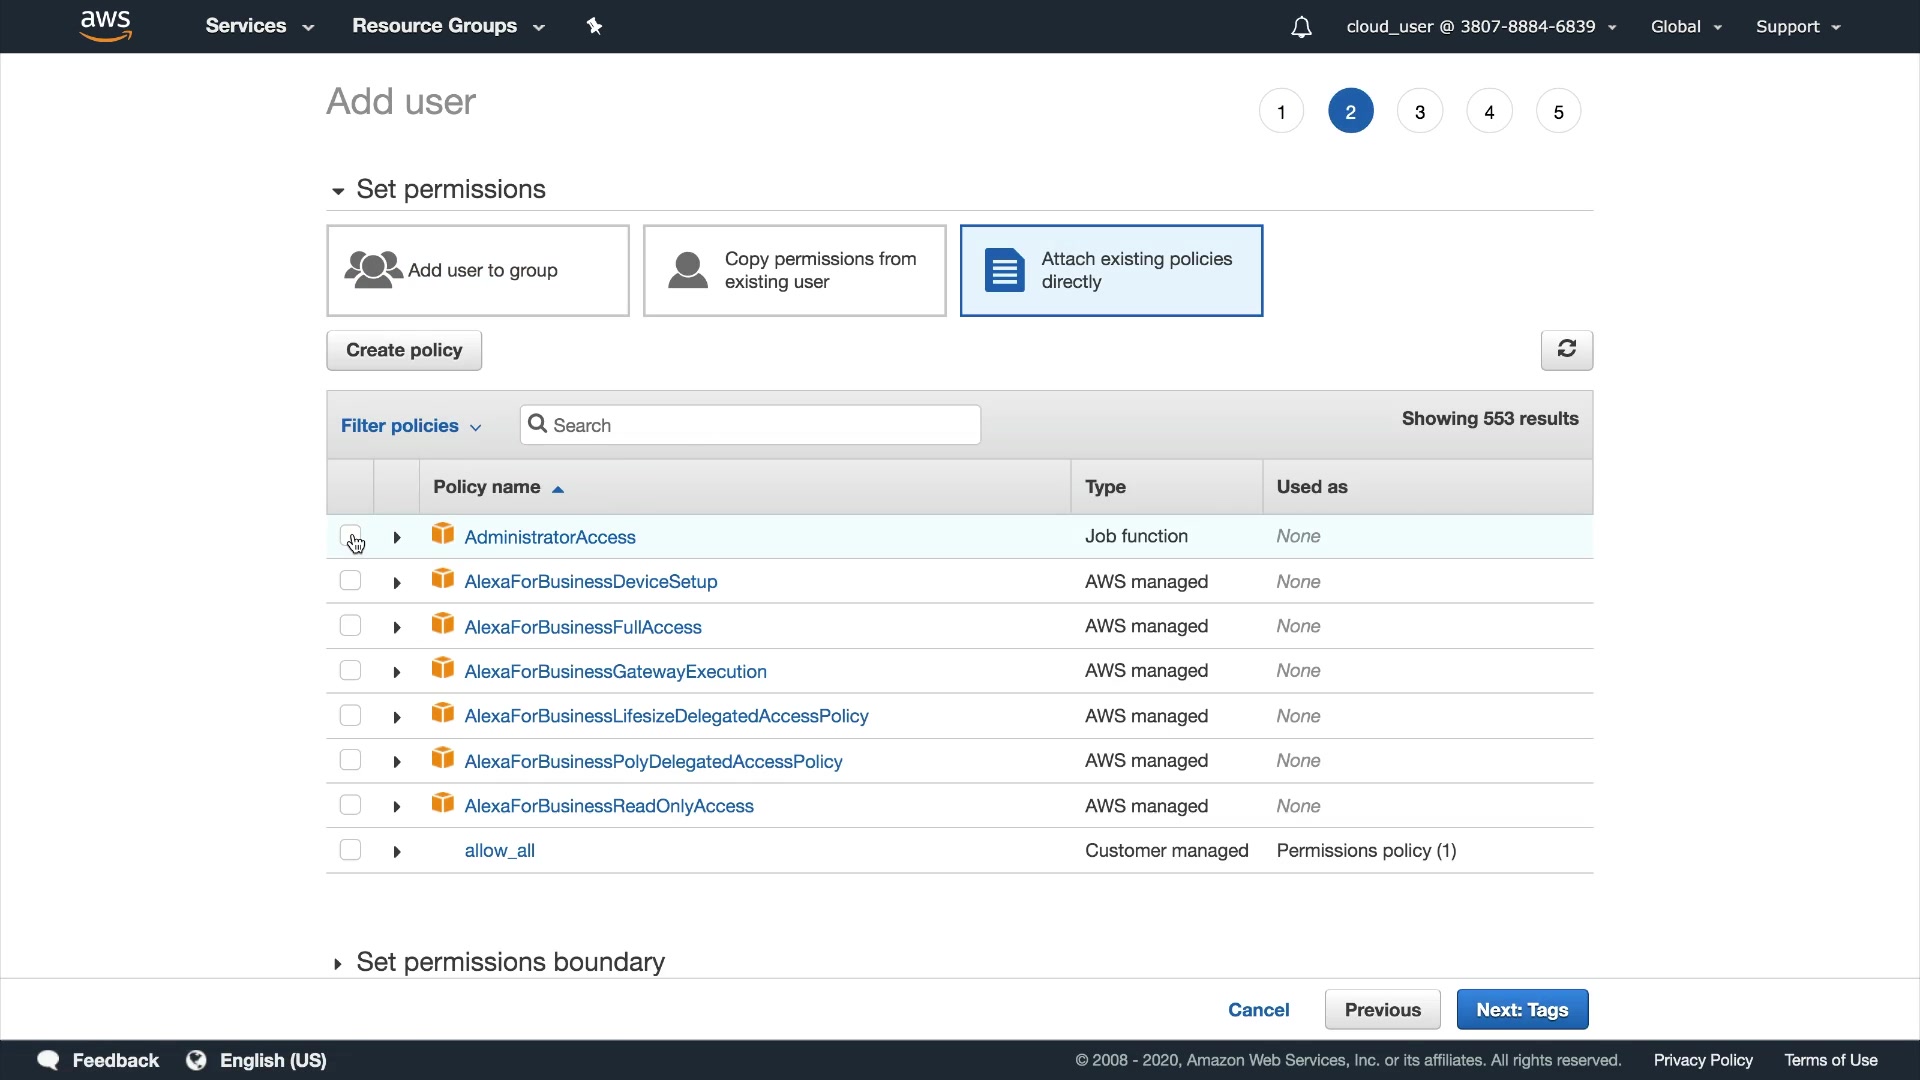 aws Services Resource Groups cloud_user @ 3807-8884-6839 Global Support
Add user
1 2 3 4 5
Set permissions
Add user to group
Copy permissions from
existing user
Attach existing policies
directly
Create policy
Filter policies Search Showing 553 results
Policy name Type Used as
AdministratorAccess Job function None
AlexaForBusinessDeviceSetup AWS managed None
AlexaForBusinessFullAccess AWS managed None
AlexaForBusinessGatewayExecution AWS managed None
AlexaForBusinessLifesizeDelegatedAccessPolicy AWS managed None
AlexaForBusinessPolyDelegatedAccessPolicy AWS managed None
AlexaForBusinessReadOnlyAccess AWS managed None
allow_all Customer managed Permissions policy (1)
Set permissions boundary
Cancel Previous Next: Tags
Feedback English (US) © 2008 - 2020, Amazon Web Services, Inc. or its affiliates. All rights reserved. Privacy Policy Terms of Use